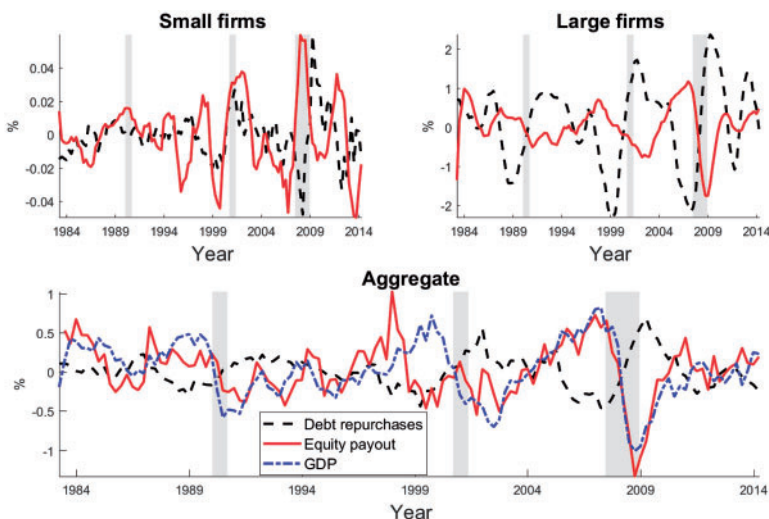 Small firms
Large firms
0.04
0.02
0
-0.02
-0.04
%
1984 1989 1994 1999 2004 2009 2014
Year
2
1
0
-1
-2
%
1984 1989 1994 1999 2004 2009 2014
Year
Aggregate
1
0.5
0
-0.5
-1
%
Debt repurchases
Equity payout
GDP
1984 1989 1994 1999 2004 2009 2014
Year